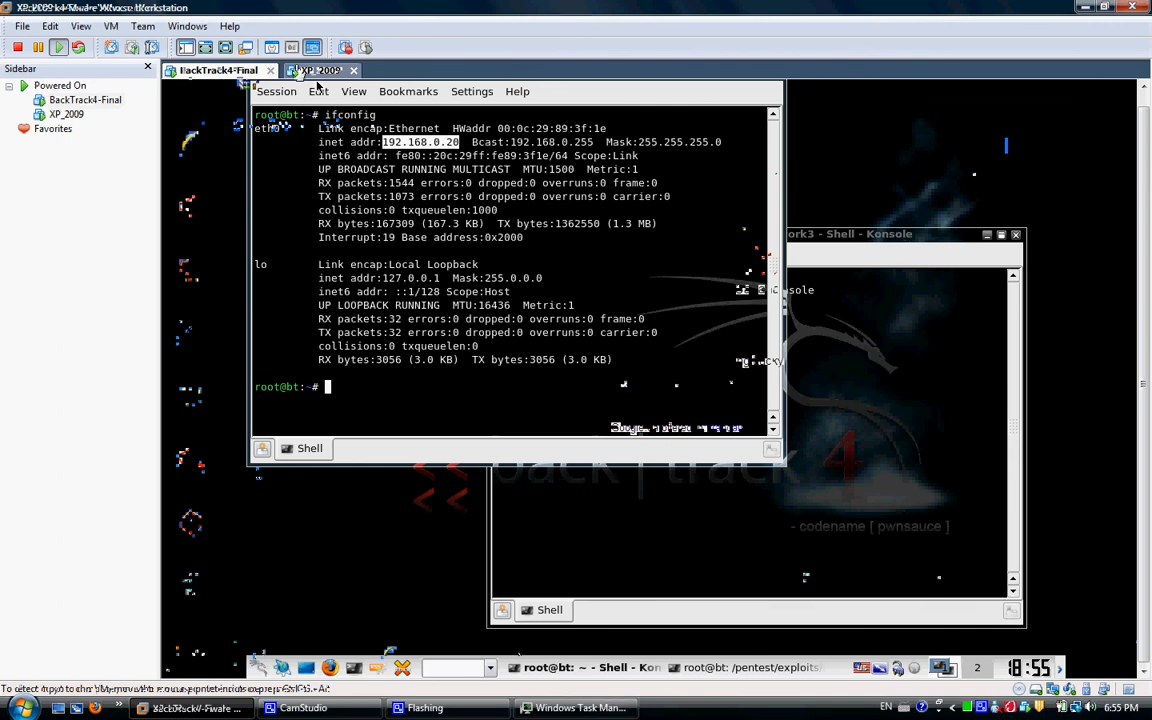 File Edit View VM Team Windows Help
Sidebar
Powered On
BackTrack4-Final
XP_2009
Favorites
BackTrack4-Final
XP_2009
Session Edit View Bookmarks Settings Help
root@bt:~# ifconfig
eth0 Link encap:Ethernet HWaddr 00:0c:29:89:3f:1e
inet addr:192.168.0.20 Bcast:192.168.0.255 Mask:255.255.255.0
inet6 addr: fe80::20c:29ff:fe89:3f1e/64 Scope:Link
UP BROADCAST RUNNING MULTICAST MTU:1500 Metric:1
RX packets:1544 errors:0 dropped:0 overruns:0 frame:0
TX packets:1073 errors:0 dropped:0 overruns:0 carrier:0
collisions:0 txqueuelen:1000
RX bytes:167309 (167.3 KB) TX bytes:1362550 (1.3 MB)
Interrupt:19 Base address:0x2000
lo Link encap:Local Loopback
inet addr:127.0.0.1 Mask:255.0.0.0
inet6 addr: ::1/128 Scope:Host
UP LOOPBACK RUNNING MTU:16436 Metric:1
RX packets:32 errors:0 dropped:0 overruns:0 frame:0
TX packets:32 errors:0 dropped:0 overruns:0 carrier:0
collisions:0 txqueuelen:0
RX bytes:3056 (3.0 KB) TX bytes:3056 (3.0 KB)
root@bt:~#
Shell
ork3 - Shell - Konsole
<< back | track 4
- codename [ pwnsauce ]
Shell
root@bt: ~ - Shell - Kon
root@bt: /pentest/exploits/
2
18:55
CamStudio
Flashing
Windows Task Man...
EN
6:55 PM